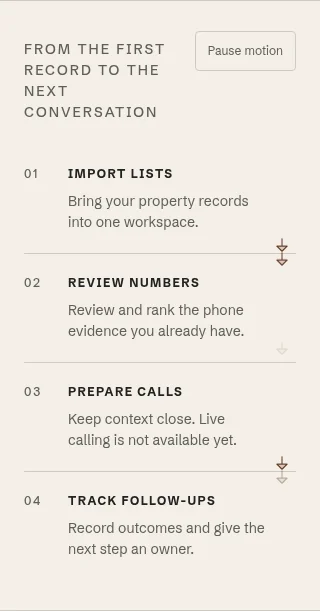 FROM THE FIRST
RECORD TO THE
NEXT
CONVERSATION
Pause motion
01 IMPORT LISTS
Bring your property records
into one workspace.
02 REVIEW NUMBERS
Review and rank the phone
evidence you already have.
03 PREPARE CALLS
Keep context close. Live
calling is not available yet.
04 TRACK FOLLOW-UPS
Record outcomes and give the
next step an owner.